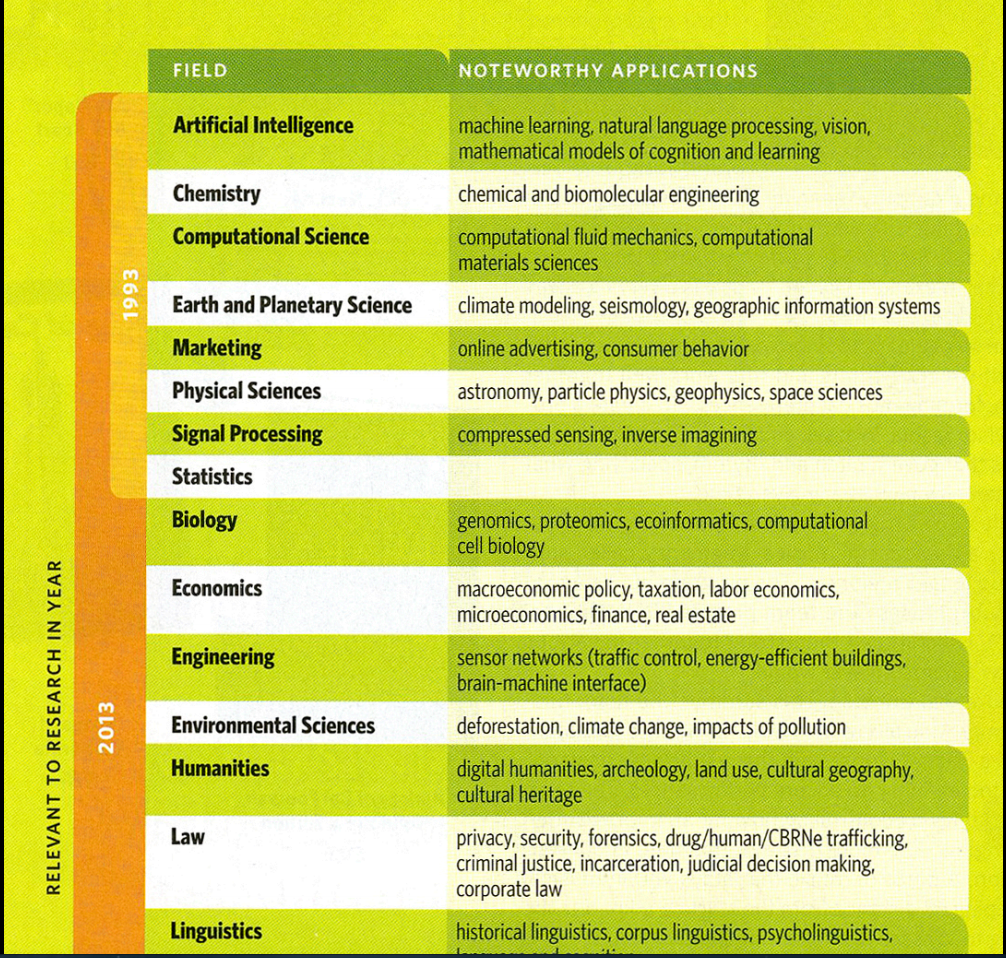 FIELD NOTEWORTHY APPLICATIONS
Artificial Intelligence machine learning, natural language processing, vision,
mathematical models of cognition and learning
Chemistry chemical and biomolecular engineering
Computational Science computational fluid mechanics, computational
materials sciences
Earth and Planetary Science climate modeling, seismology, geographic information systems
Marketing online advertising, consumer behavior
Physical Sciences astronomy, particle physics, geophysics, space sciences
Signal Processing compressed sensing, inverse imagining
Statistics
Biology genomics, proteomics, ecoinformatics, computational
cell biology
Economics macroeconomic policy, taxation, labor economics,
microeconomics, finance, real estate
Engineering sensor networks (traffic control, energy-efficient buildings,
brain-machine interface)
Environmental Sciences deforestation, climate change, impacts of pollution
Humanities digital humanities, archeology, land use, cultural geography,
cultural heritage
Law privacy, security, forensics, drug/human/CBRNe trafficking,
criminal justice, incarceration, judicial decision making,
corporate law
Linguistics historical linguistics, corpus linguistics, psycholinguistics,
1993
2013
RELEVANT TO RESEARCH IN YEAR